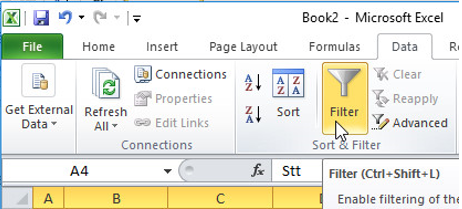 Book2 - Microsoft Excel
File Home Insert Page Layout Formulas Data Review
Get External Data
Refresh All
Connections
Properties
Edit Links
Connections
A Z
Z A
Sort
Filter
Clear
Reapply
Advanced
Sort & Filter
A4 fx Stt
Filter (Ctrl+Shift+L)
Enable filtering of the
A B C